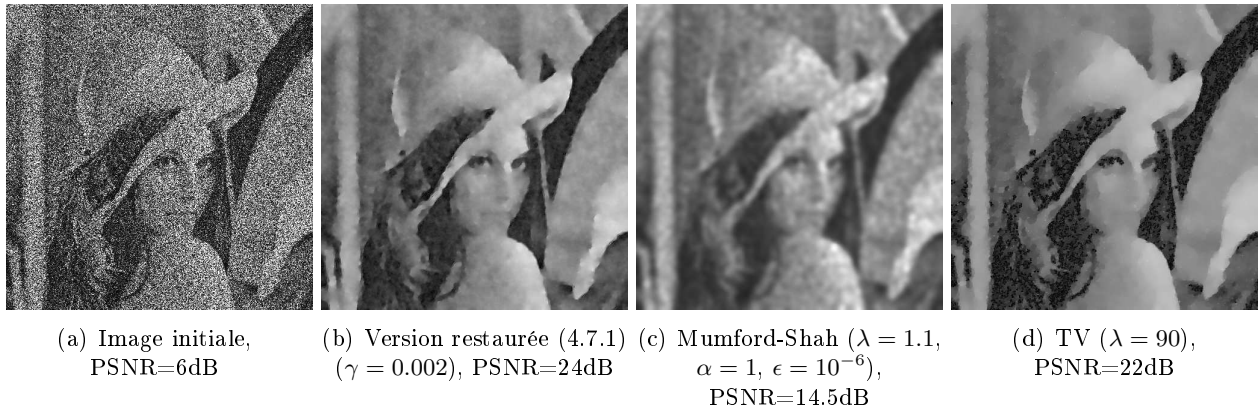 (a) Image initiale,
PSNR=6dB
(b) Version restaurée (4.7.1)
(γ = 0.002), PSNR=24dB
(c) Mumford-Shah (λ = 1.1,
α = 1, ϵ = 10⁻⁶),
PSNR=14.5dB
(d) TV (λ = 90),
PSNR=22dB